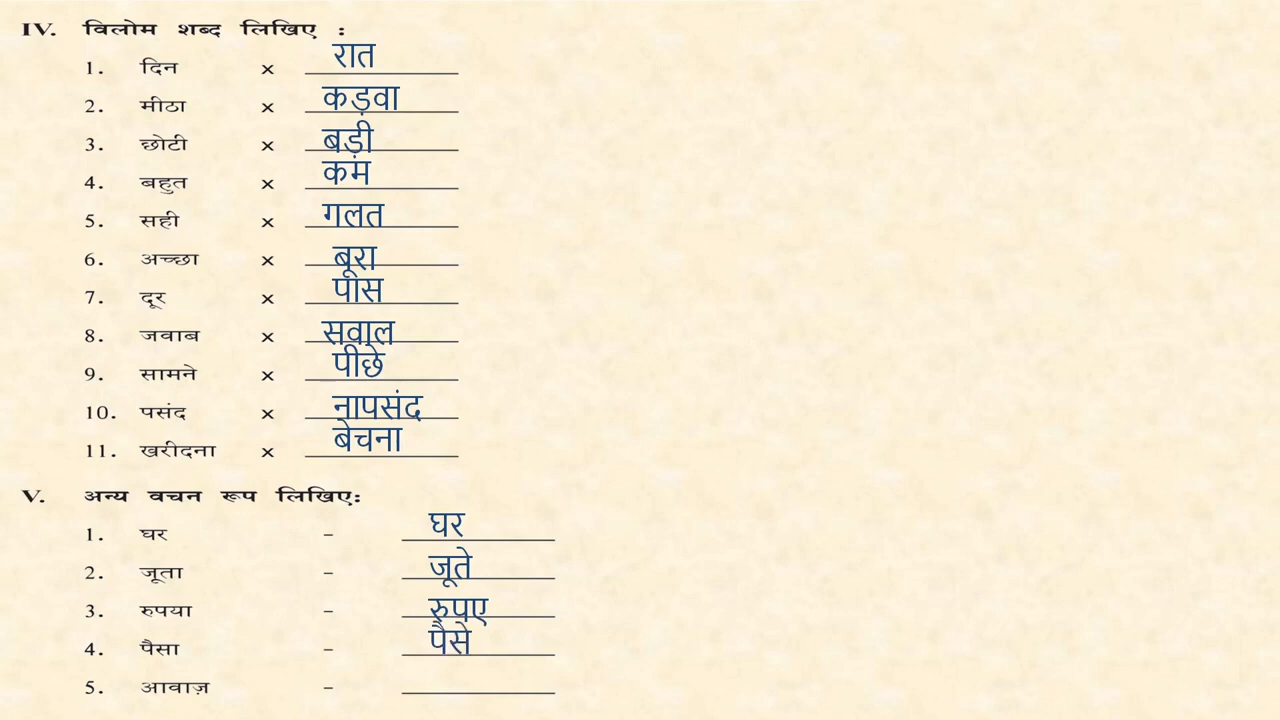 IV. विलोम शब्द लिखिए :
1. दिन × रात
2. मीठा × कड़वा
3. छोटी × बड़ी
4. बहुत × कम
5. सही × गलत
6. अच्छा × बूरा
7. दूर × पास
8. जवाब × सवाल
9. सामने × पीछे
10. पसंद × नापसंद
11. खरीदना × बेचना
V. अन्य वचन रूप लिखिए:
1. घर - घर
2. जूता - जूते
3. रुपया - रुपए
4. पैसा - पैसे
5. आवाज़ -